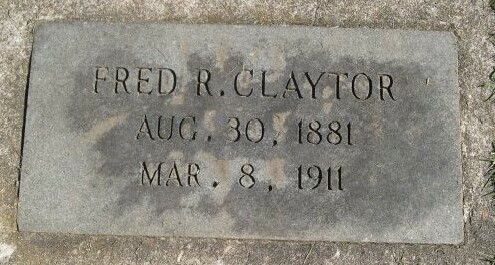 FRED R. CLAYTOR
AUG. 30, 1881
MAR. 8, 1911